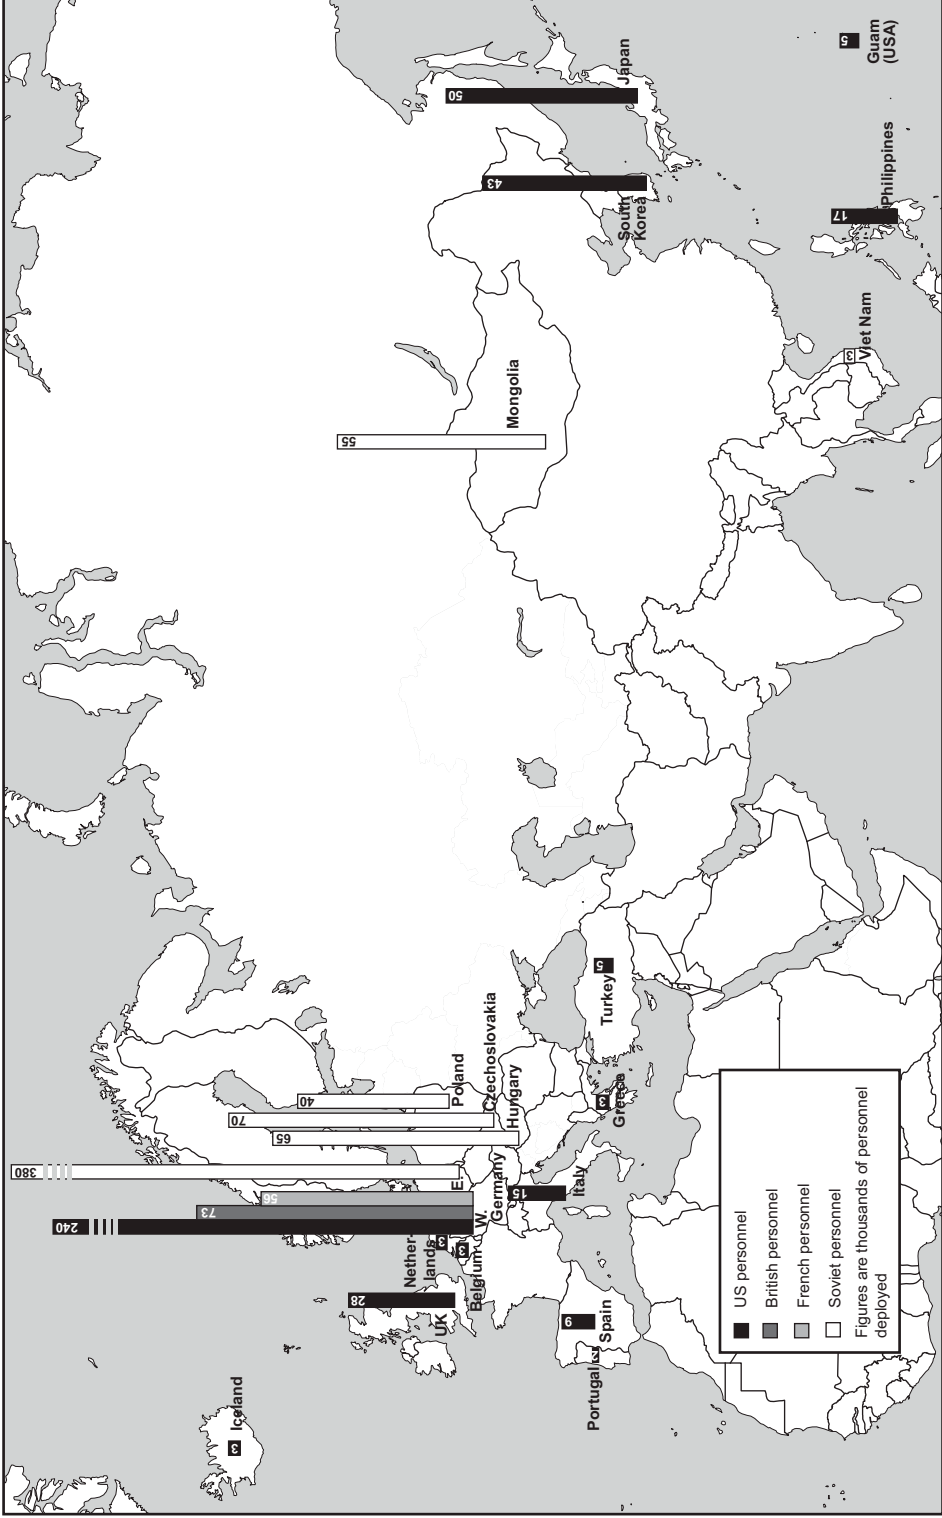 Iceland
3
UK
28
Nether-
lands
3
Belgium
3
W.
Germany
240
73
56
E.
380
Poland
40
Czechoslovakia
70
Hungary
65
Italy
15
Spain
9
Portugal
3
Greece
3
Turkey
5
Mongolia
55
South
Korea
43
Japan
50
Guam
(USA)
5
Philippines
17
Viet Nam
3
US personnel
British personnel
French personnel
Soviet personnel
Figures are thousands of personnel
deployed